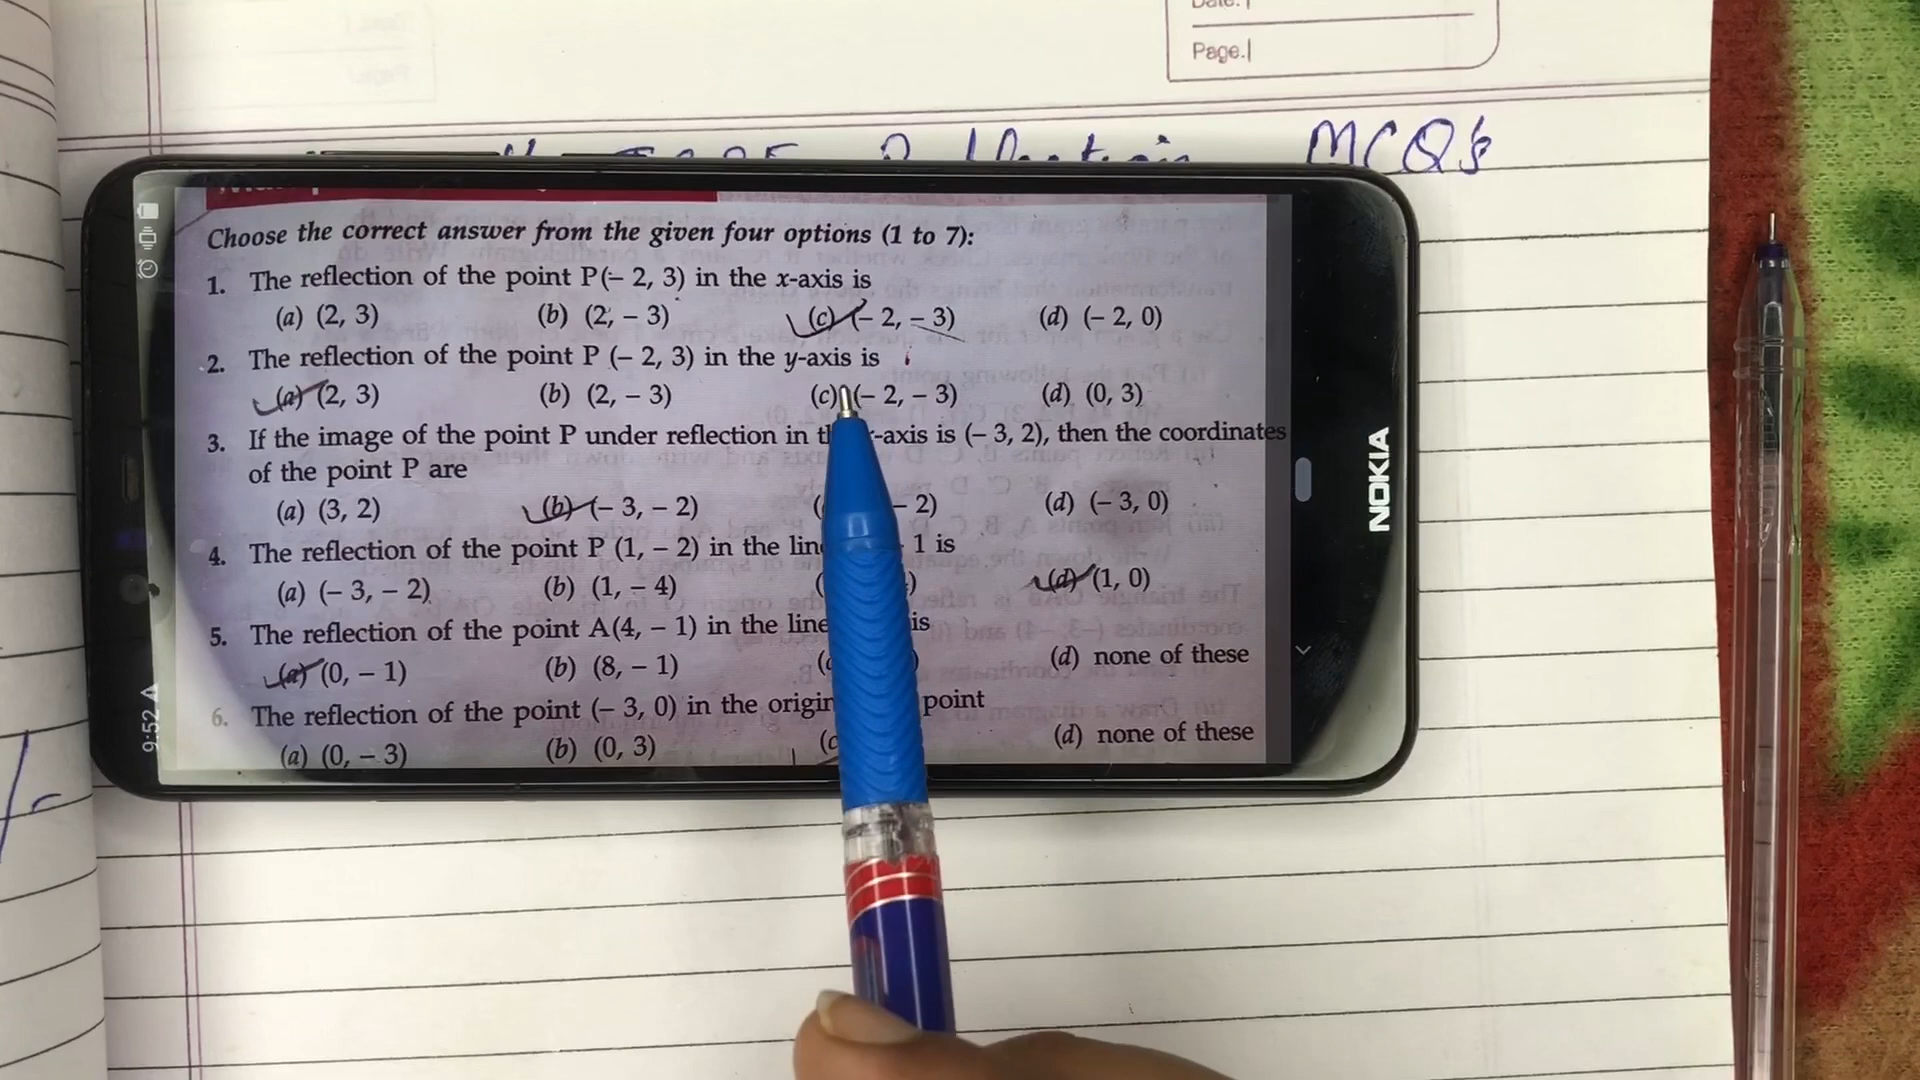 Date.
Page.
MCQ's
Choose the correct answer from the given four options (1 to 7):
1. The reflection of the point P(– 2, 3) in the x-axis is
(a) (2, 3) (b) (2, – 3) (c) (– 2, – 3) (d) (– 2, 0)
2. The reflection of the point P (– 2, 3) in the y-axis is
(a) (2, 3) (b) (2, – 3) (c) (– 2, – 3) (d) (0, 3)
3. If the image of the point P under reflection in -axis is (– 3, 2), then the coordinates
of the point P are
(a) (3, 2) (b) (– 3, – 2) – 2) (d) (– 3, 0)
4. The reflection of the point P (1, – 2) in the 1 is
(a) (– 3, – 2) (b) (1, – 4) (d) (1, 0)
5. The reflection of the point A(4, – 1) in the line is
(a) (0, – 1) (b) (8, – 1) (d) none of these
6. The reflection of the point (– 3, 0) in the point
(a) (0, – 3) (b) (0, 3) (d) none of these
9:52
NOKIA